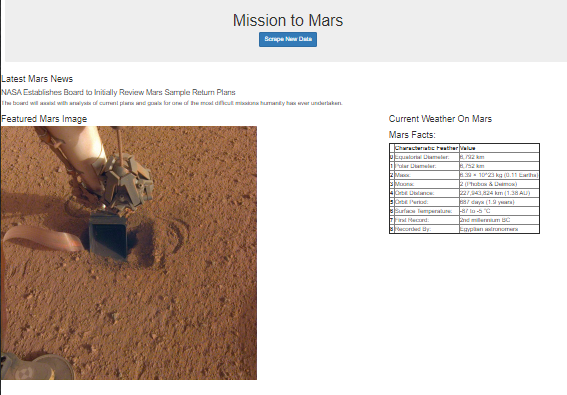 Mission to Mars
Scrape New Data
Latest Mars News
NASA Establishes Board to Initially Review Mars Sample Return Plans
The board will assist with analysis of current plans and goals for one of the most difficult missions humanity has ever undertaken.
Featured Mars Image
Current Weather On Mars
Mars Facts:
Characteristic Feather Value
0 Equatorial Diameter: 6,792 km
1 Polar Diameter: 6,752 km
2 Mass: 6.39 × 10^23 kg (0.11 Earths)
3 Moons: 2 (Phobos & Deimos)
4 Orbit Distance: 227,943,824 km (1.38 AU)
5 Orbit Period: 687 days (1.9 years)
6 Surface Temperature: -87 to -5 °C
7 First Record: 2nd millennium BC
8 Recorded By: Egyptian astronomers